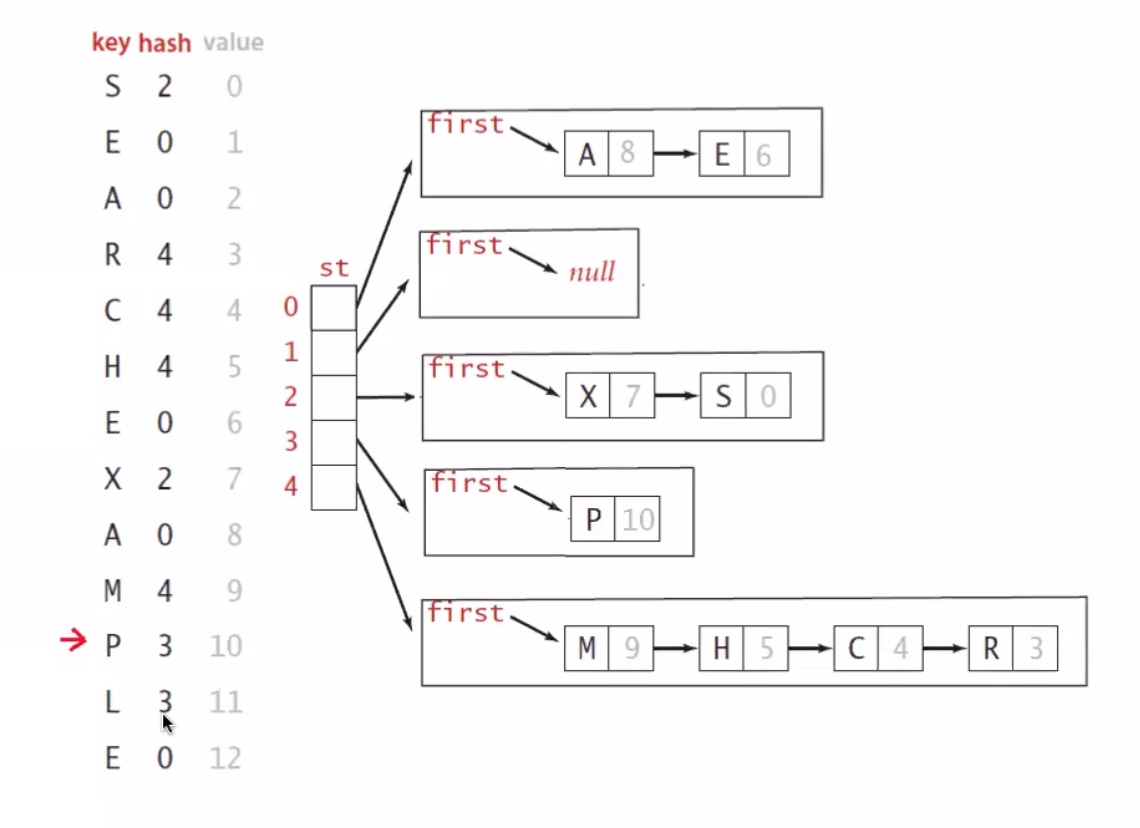 key hash value
S 2 0
E 0 1
A 0 2
R 4 3
C 4 4
H 4 5
E 0 6
X 2 7
A 0 8
M 4 9
P 3 10
L 3 11
E 0 12
st
0
1
2
3
4
first
A 8 E 6
first
null
first
X 7 S 0
first
P 10
first
M 9 H 5 C 4 R 3